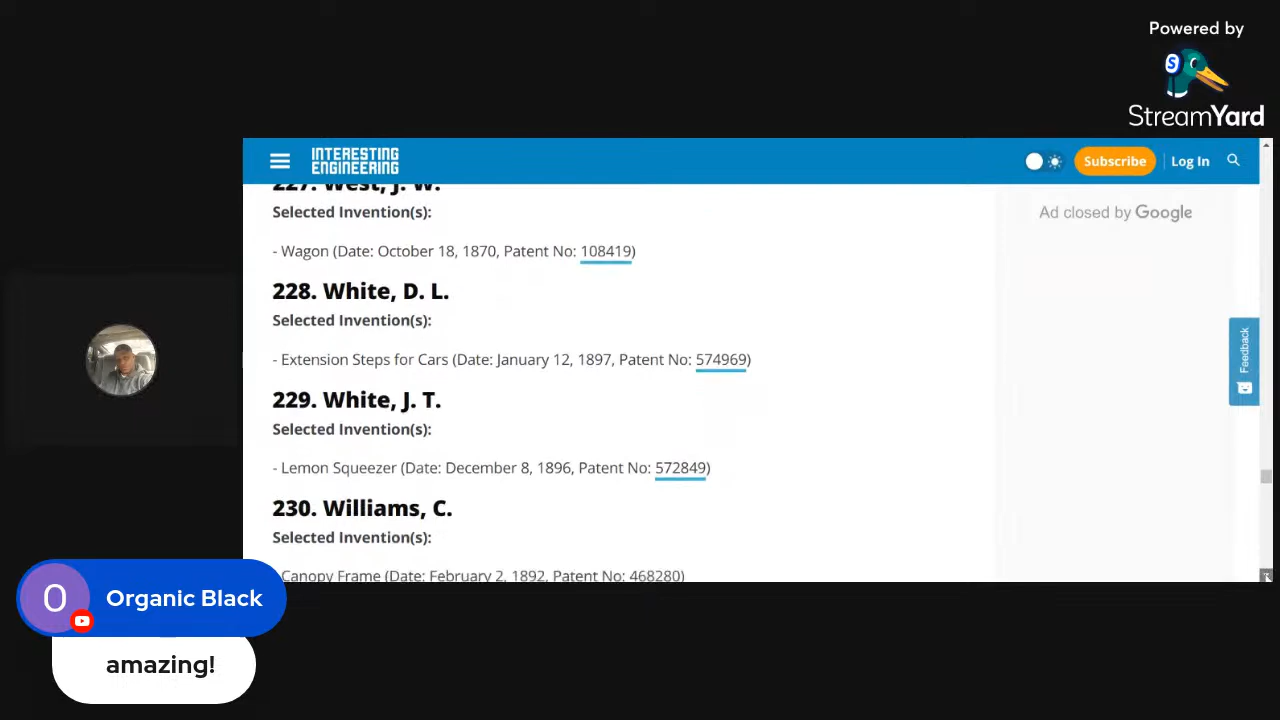 Powered by
StreamYard
INTERESTING
ENGINEERING
Subscribe
Log In
227. West, J. W.
Selected Invention(s):
Ad closed by Google
- Wagon (Date: October 18, 1870, Patent No: 108419)
228. White, D. L.
Selected Invention(s):
- Extension Steps for Cars (Date: January 12, 1897, Patent No: 574969)
Feedback
229. White, J. T.
Selected Invention(s):
- Lemon Squeezer (Date: December 8, 1896, Patent No: 572849)
230. Williams, C.
Selected Invention(s):
- Canopy Frame (Date: February 2, 1892, Patent No: 468280)
O
Organic Black
amazing!